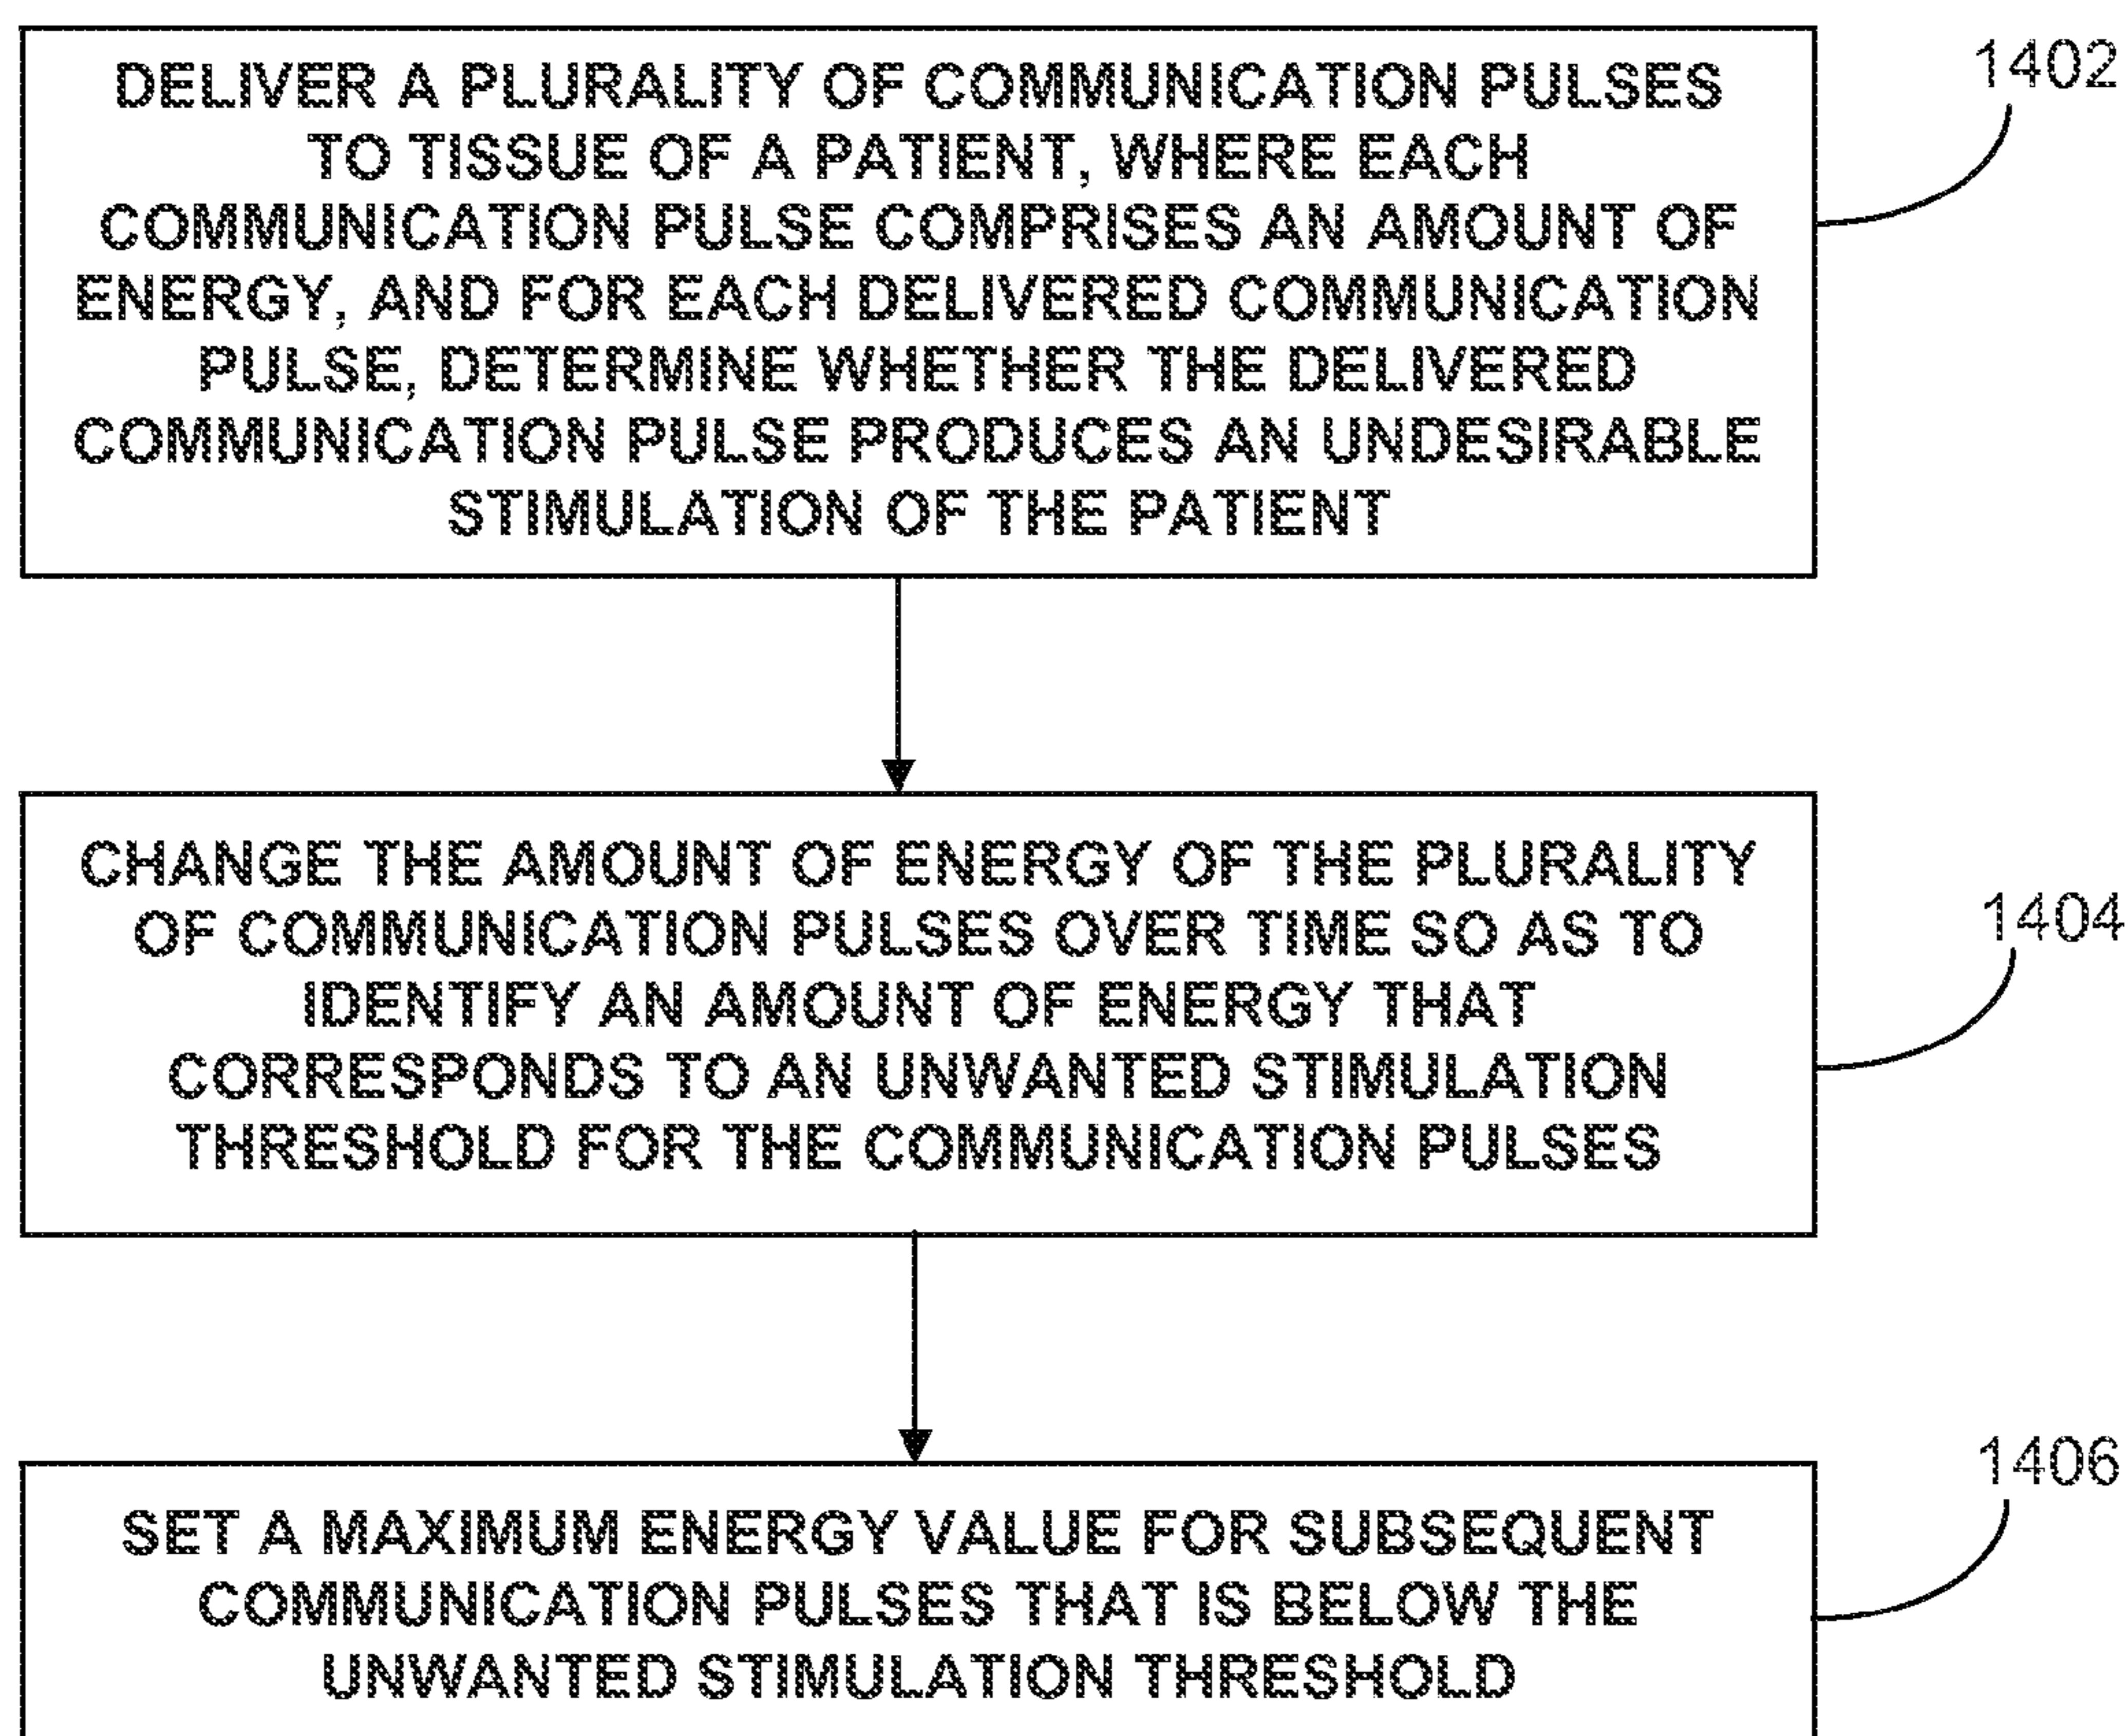 DELIVER A PLURALITY OF COMMUNICATION PULSES
TO TISSUE OF A PATIENT, WHERE EACH
COMMUNICATION PULSE COMPRISES AN AMOUNT OF
ENERGY, AND FOR EACH DELIVERED COMMUNICATION
PULSE, DETERMINE WHETHER THE DELIVERED
COMMUNICATION PULSE PRODUCES AN UNDESIRABLE
STIMULATION OF THE PATIENT
1402
CHANGE THE AMOUNT OF ENERGY OF THE PLURALITY
OF COMMUNICATION PULSES OVER TIME SO AS TO
IDENTIFY AN AMOUNT OF ENERGY THAT
CORRESPONDS TO AN UNWANTED STIMULATION
THRESHOLD FOR THE COMMUNICATION PULSES
1404
SET A MAXIMUM ENERGY VALUE FOR SUBSEQUENT
COMMUNICATION PULSES THAT IS BELOW THE
UNWANTED STIMULATION THRESHOLD
1406